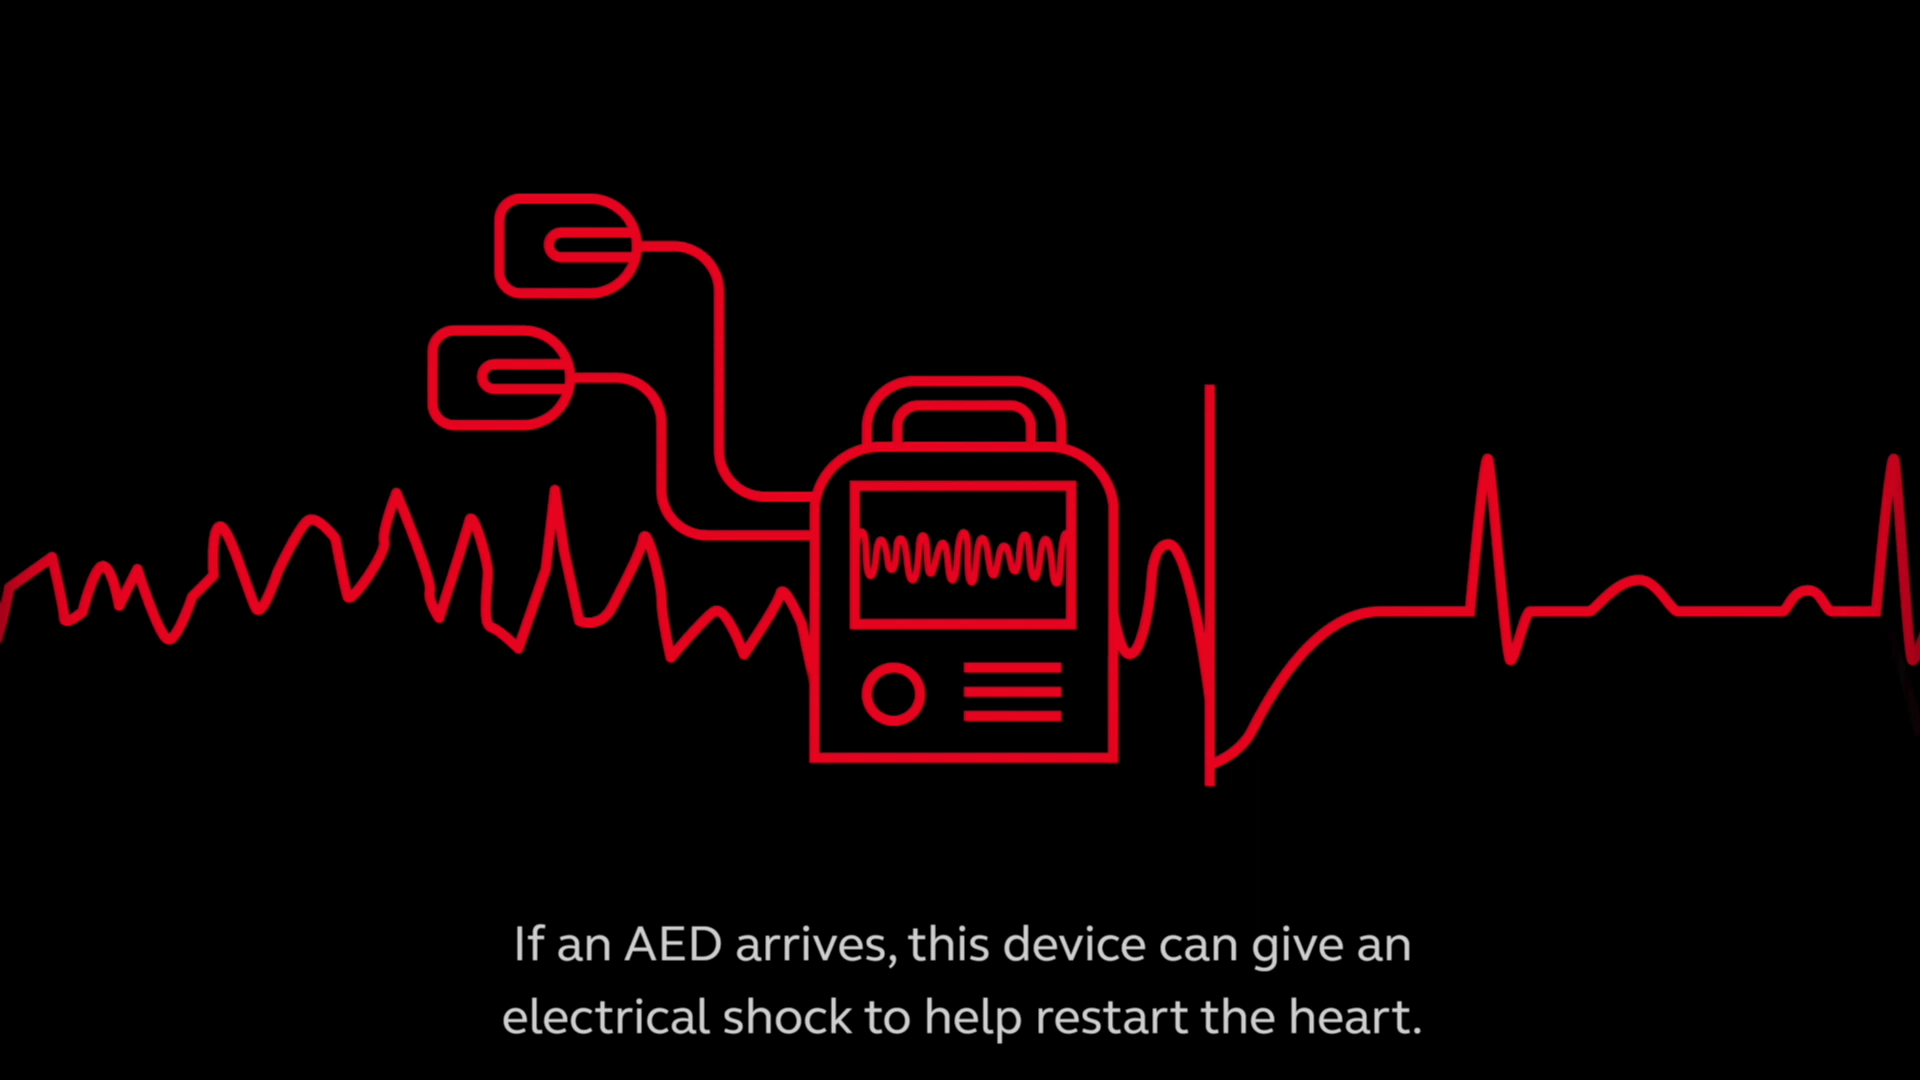 If an AED arrives, this device can give an
electrical shock to help restart the heart.